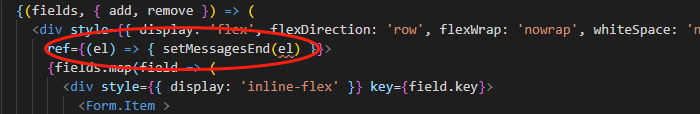 {(fields, { add, remove }) => (
<div style={{ display: 'flex', flexDirection: 'row', flexWrap: 'nowrap', whiteSpace: 'n
ref={(el) => { setMessagesEnd(el) }}>
{fields.map(field => (
<div style={{ display: 'inline-flex' }} key={field.key}>
<Form.Item >